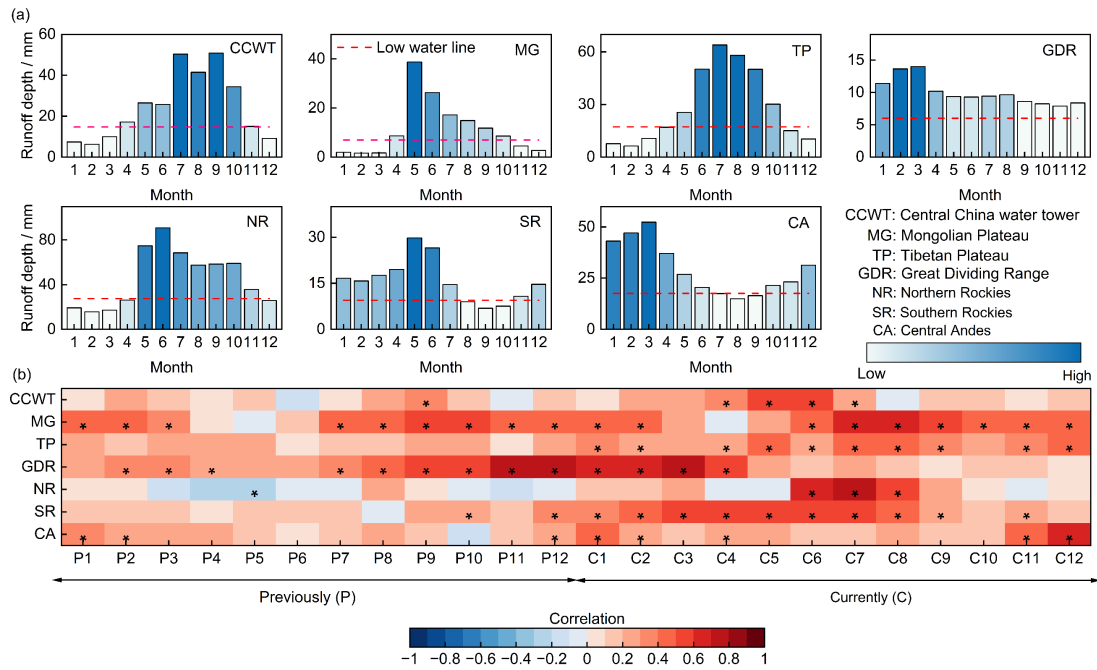 (a)
CCWT
Runoff depth / mm
60
40
20
0
1 2 3 4 5 6 7 8 9 10 11 12
Month
Low water line
MG
40
20
0
1 2 3 4 5 6 7 8 9 10 11 12
Month
TP
60
30
0
1 2 3 4 5 6 7 8 9 10 11 12
Month
GDR
15
10
5
0
1 2 3 4 5 6 7 8 9 10 11 12
Month
NR
Runoff depth / mm
80
40
0
1 2 3 4 5 6 7 8 9 10 11 12
Month
SR
30
15
0
1 2 3 4 5 6 7 8 9 10 11 12
Month
CA
50
25
0
1 2 3 4 5 6 7 8 9 10 11 12
Month
CCWT: Central China water tower
MG: Mongolian Plateau
TP: Tibetan Plateau
GDR: Great Dividing Range
NR: Northern Rockies
SR: Southern Rockies
CA: Central Andes
Low High
(b)
CCWT
MG
TP
GDR
NR
SR
CA
P1 P2 P3 P4 P5 P6 P7 P8 P9 P10 P11 P12 C1 C2 C3 C4 C5 C6 C7 C8 C9 C10 C11 C12
Previously (P) Currently (C)
Correlation
−1 −0.8 −0.6 −0.4 −0.2 0 0.2 0.4 0.6 0.8 1